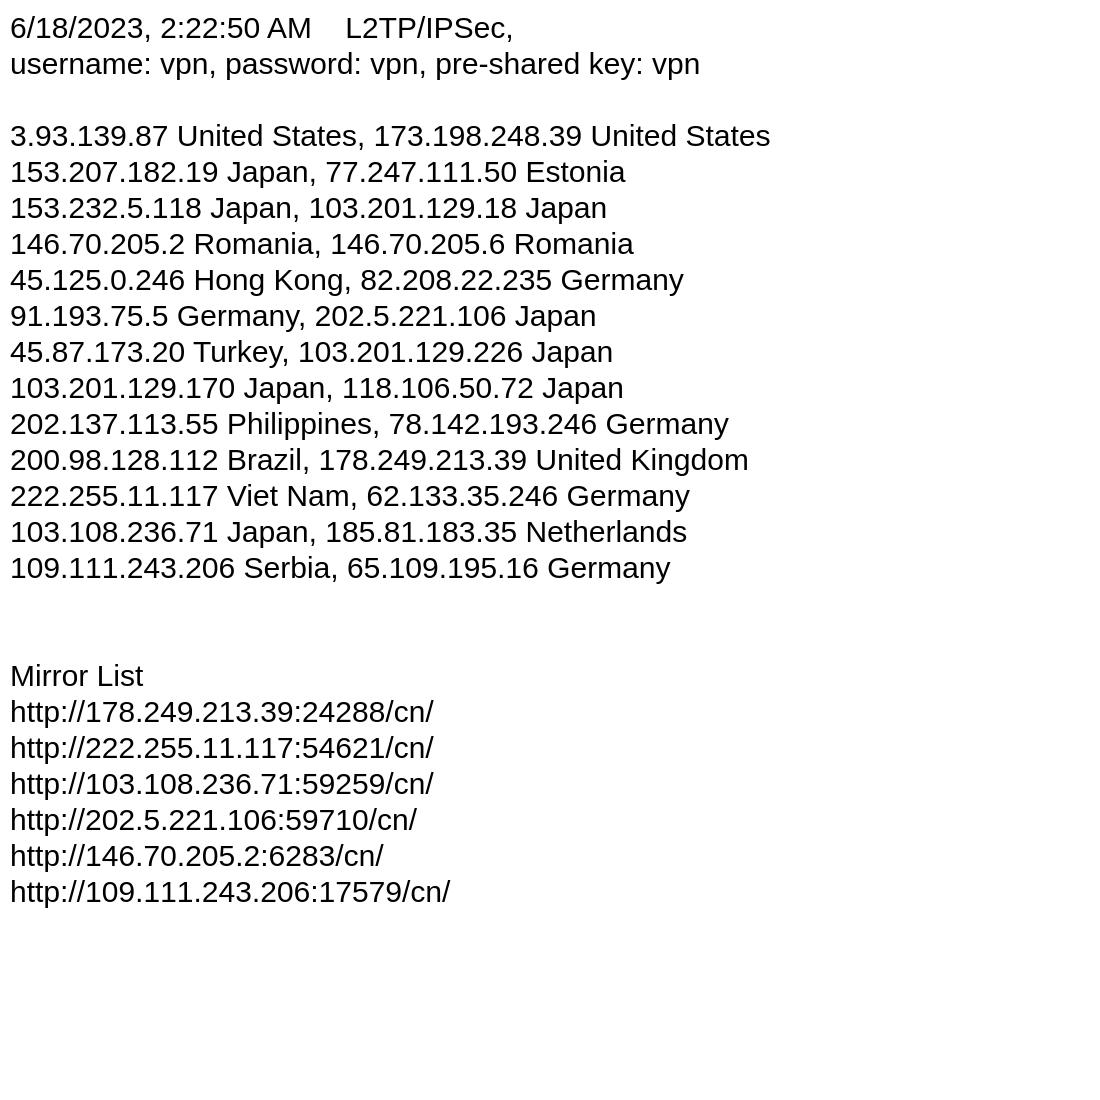 6/18/2023, 2:22:50 AM    L2TP/IPSec,
username: vpn, password: vpn, pre-shared key: vpn
3.93.139.87 United States, 173.198.248.39 United States
153.207.182.19 Japan, 77.247.111.50 Estonia
153.232.5.118 Japan, 103.201.129.18 Japan
146.70.205.2 Romania, 146.70.205.6 Romania
45.125.0.246 Hong Kong, 82.208.22.235 Germany
91.193.75.5 Germany, 202.5.221.106 Japan
45.87.173.20 Turkey, 103.201.129.226 Japan
103.201.129.170 Japan, 118.106.50.72 Japan
202.137.113.55 Philippines, 78.142.193.246 Germany
200.98.128.112 Brazil, 178.249.213.39 United Kingdom
222.255.11.117 Viet Nam, 62.133.35.246 Germany
103.108.236.71 Japan, 185.81.183.35 Netherlands
109.111.243.206 Serbia, 65.109.195.16 Germany
Mirror List
http://178.249.213.39:24288/cn/
http://222.255.11.117:54621/cn/
http://103.108.236.71:59259/cn/
http://202.5.221.106:59710/cn/
http://146.70.205.2:6283/cn/
http://109.111.243.206:17579/cn/